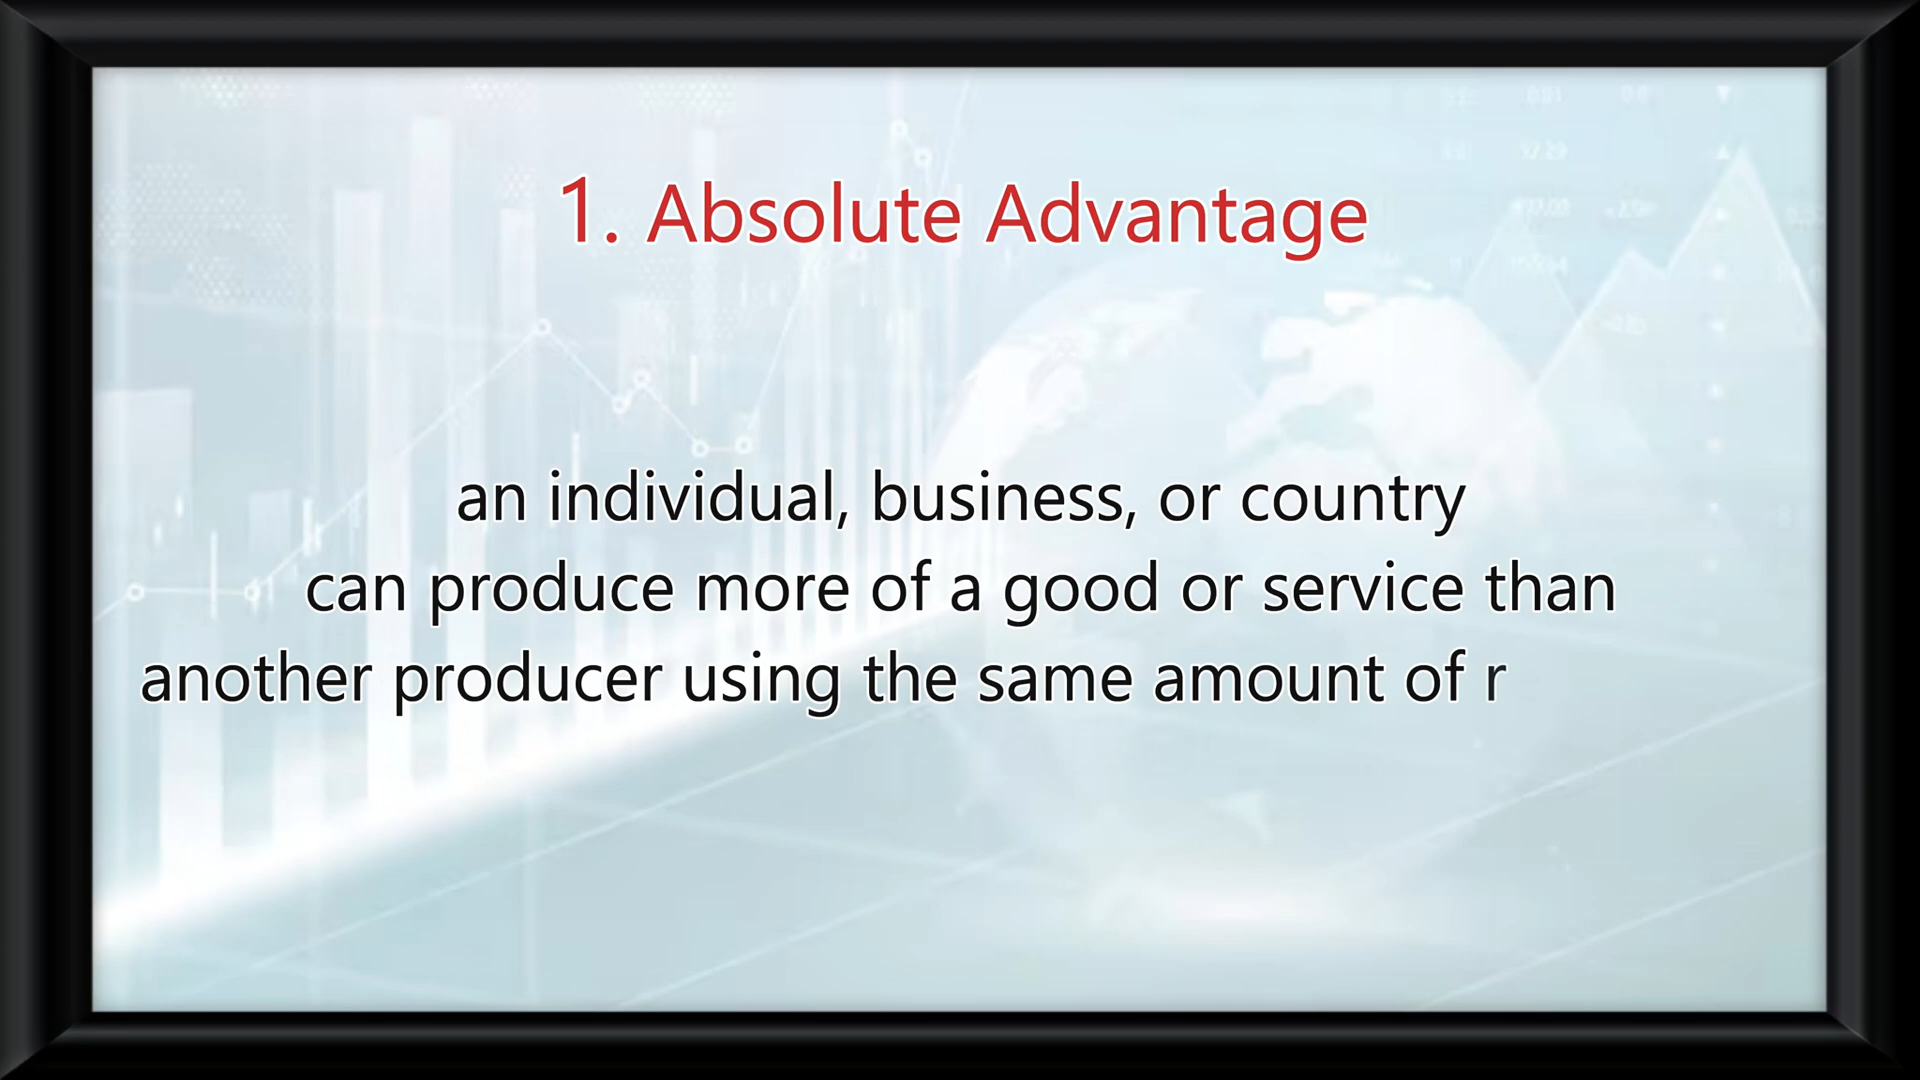 1. Absolute Advantage
an individual, business, or country
can produce more of a good or service than
another producer using the same amount of r